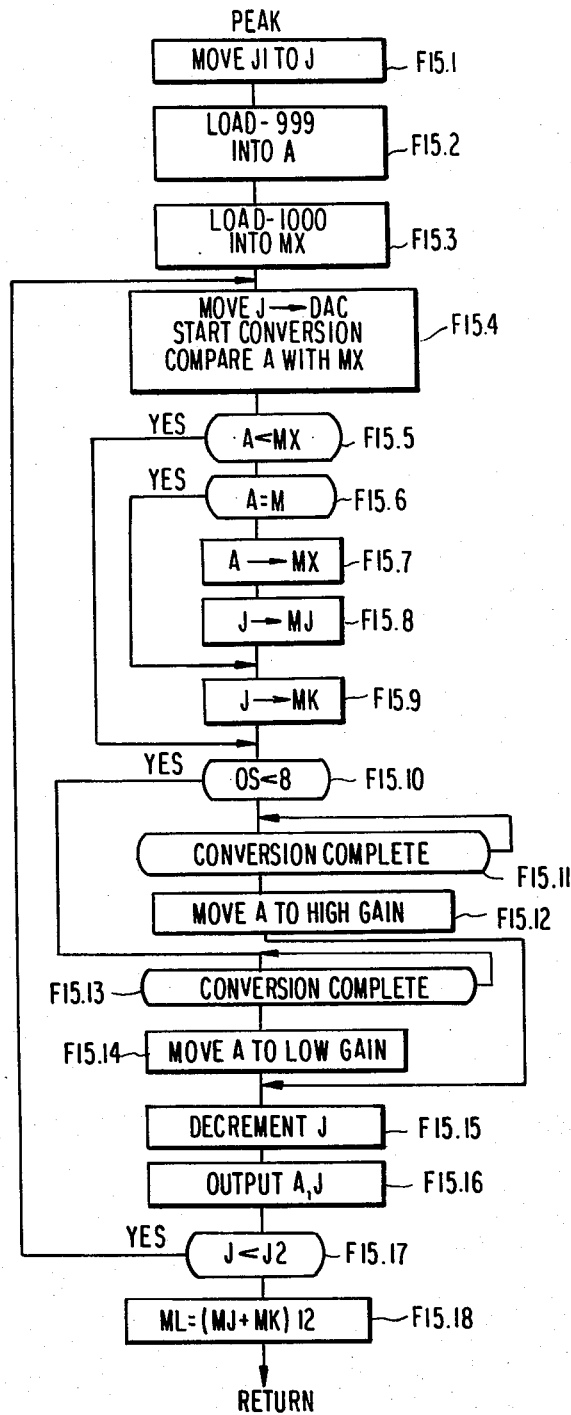 PEAK
MOVE J1 TO J
F15.1
LOAD-999
INTO A
F15.2
LOAD-1000
INTO MX
F15.3
MOVE J → DAC
START CONVERSION
COMPARE A WITH MX
F15.4
YES
A<MX
F15.5
YES
A=M
F15.6
A → MX
F15.7
J → MJ
F15.8
J → MK
F15.9
YES
OS<8
F15.10
CONVERSION COMPLETE
F15.11
MOVE A TO HIGH GAIN
F15.12
F15.13
CONVERSION COMPLETE
F15.14
MOVE A TO LOW GAIN
DECREMENT J
F15.15
OUTPUT A,J
F15.16
YES
J<J2
F15.17
ML=(MJ+MK)12
F15.18
RETURN